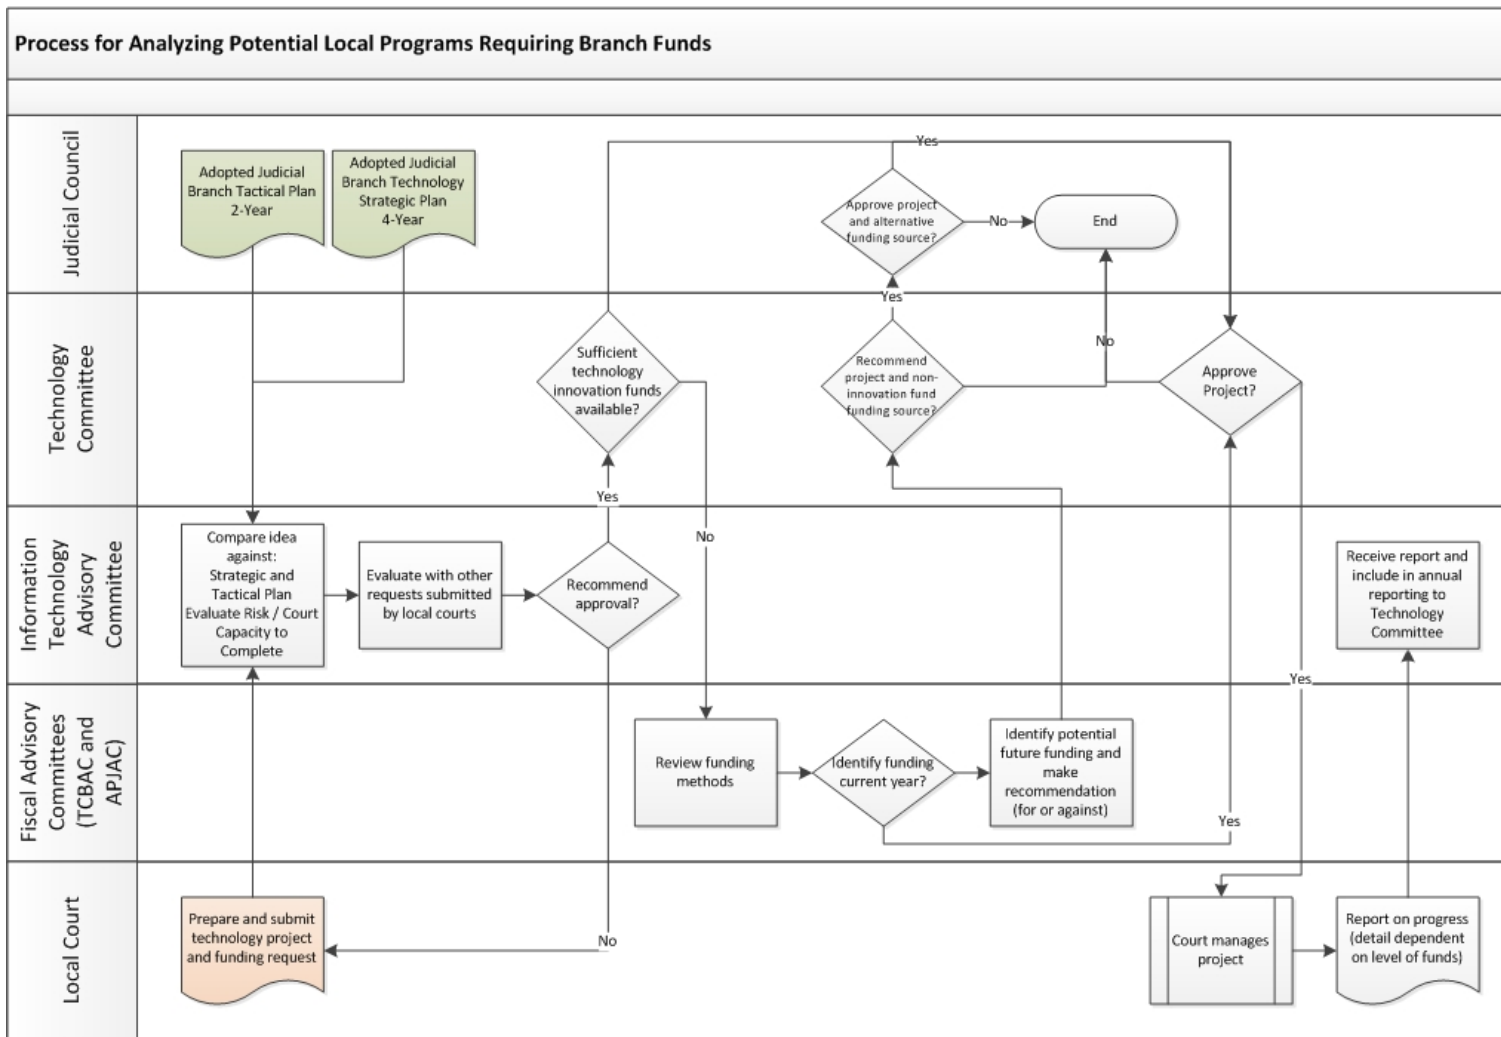 Process for Analyzing Potential Local Programs Requiring Branch Funds
Judicial Council
Adopted Judicial
Branch Tactical Plan
2-Year
Adopted Judicial
Branch Technology
Strategic Plan
4-Year
Yes
Approve project
and alternative
funding source?
No
End
Technology
Committee
Sufficient
technology
innovation funds
available?
Yes
Recommend
project and non-
innovation fund
funding source?
No
Approve
Project?
Yes
No
Information
Technology
Advisory
Committee
Compare idea
against:
Strategic and
Tactical Plan
Evaluate Risk / Court
Capacity to
Complete
Evaluate with other
requests submitted
by local courts
Recommend
approval?
Receive report and
include in annual
reporting to
Technology
Committee
Yes
Fiscal Advisory
Committees
(TCBAC and
APJAC)
Review funding
methods
Identify funding
current year?
Identify potential
future funding and
make
recommendation
(for or against)
Yes
Local Court
Prepare and submit
technology project
and funding request
No
Court manages
project
Report on progress
(detail dependent
on level of funds)